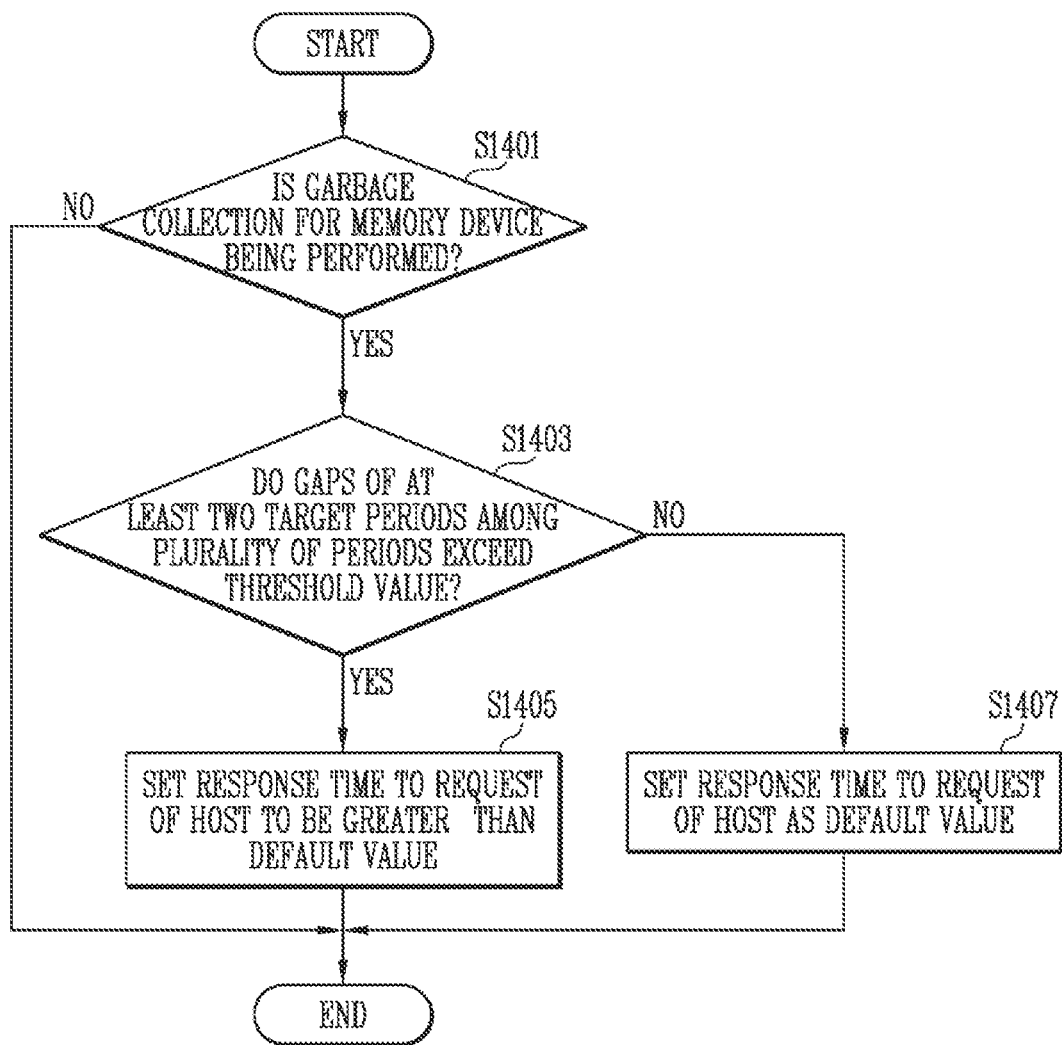 START
S1401
IS GARBAGE
COLLECTION FOR MEMORY DEVICE
BEING PERFORMED?
NO
YES
S1403
DO GAPS OF AT
LEAST TWO TARGET PERIODS AMONG
PLURALITY OF PERIODS EXCEED
THRESHOLD VALUE?
NO
YES
S1405
SET RESPONSE TIME TO REQUEST
OF HOST TO BE GREATER THAN
DEFAULT VALUE
S1407
SET RESPONSE TIME TO REQUEST
OF HOST AS DEFAULT VALUE
END